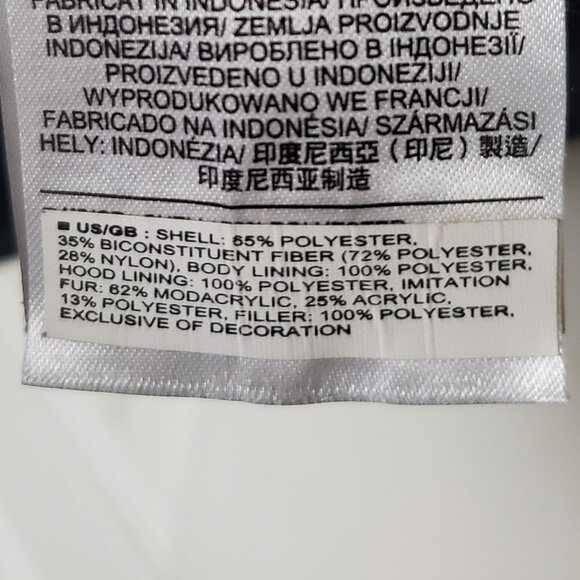 FABRICAT ÎN INDONESIA/ ПРОИЗВЕДЕНО
В ИНДОНЕЗИЯ/ ZEMLJA PROIZVODNJE
INDONEZIJA/ ВИРОБЛЕНО В ІНДОНЕЗІЇ/
PROIZVEDENO U INDONEZIJI/
WYPRODUKOWANO WE FRANCJI/
FABRICADO NA INDONÉSIA/ SZÁRMAZÁSI
HELY: INDONÉZIA/ 印度尼西亞（印尼）製造/
印度尼西亚制造
■ US/GB : SHELL: 65% POLYESTER,
35% BICONSTITUENT FIBER (72% POLYESTER,
28% NYLON), BODY LINING: 100% POLYESTER,
HOOD LINING: 100% POLYESTER, IMITATION
FUR: 62% MODACRYLIC, 25% ACRYLIC,
13% POLYESTER, FILLER: 100% POLYESTER,
EXCLUSIVE OF DECORATION